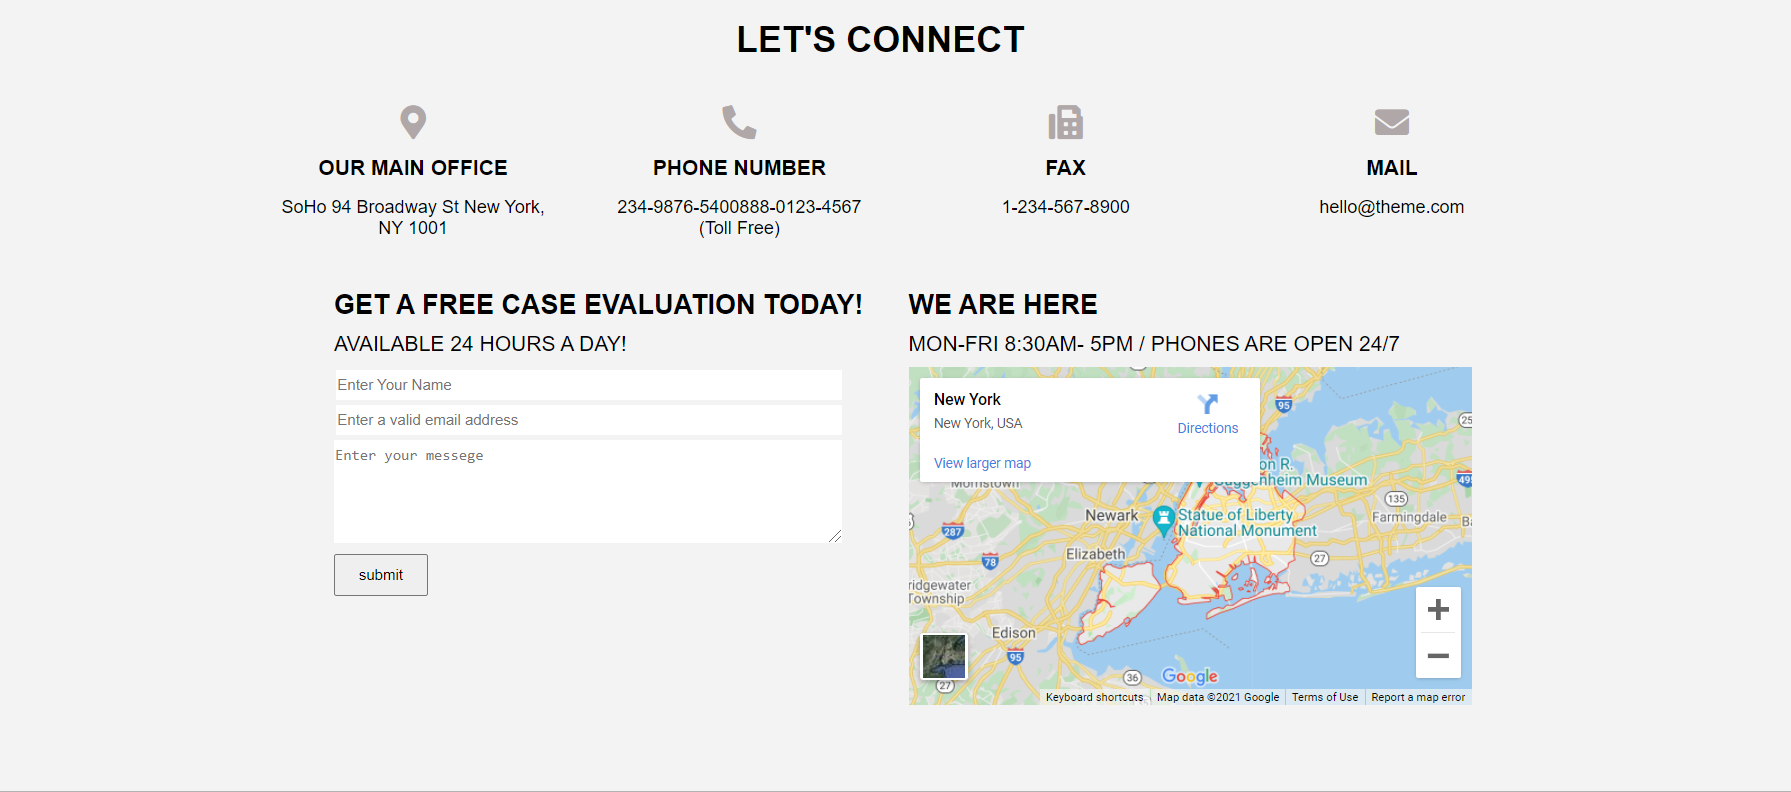 LET'S CONNECT
OUR MAIN OFFICE
SoHo 94 Broadway St New York,
NY 1001
PHONE NUMBER
234-9876-5400888-0123-4567
(Toll Free)
FAX
1-234-567-8900
MAIL
hello@theme.com
GET A FREE CASE EVALUATION TODAY!
AVAILABLE 24 HOURS A DAY!
Enter Your Name
Enter a valid email address
Enter your messege
submit
WE ARE HERE
MON-FRI 8:30AM- 5PM / PHONES ARE OPEN 24/7
New York
New York, USA
Directions
View larger map
95
25
495
on R.
Guggenheim Museum
Morristown
135
Newark
Statue of Liberty
National Monument
Farmingdale
287
78
Elizabeth
27
ridgewater
Township
Edison
95
27
36
Google
Keyboard shortcuts
Map data ©2021 Google
Terms of Use
Report a map error